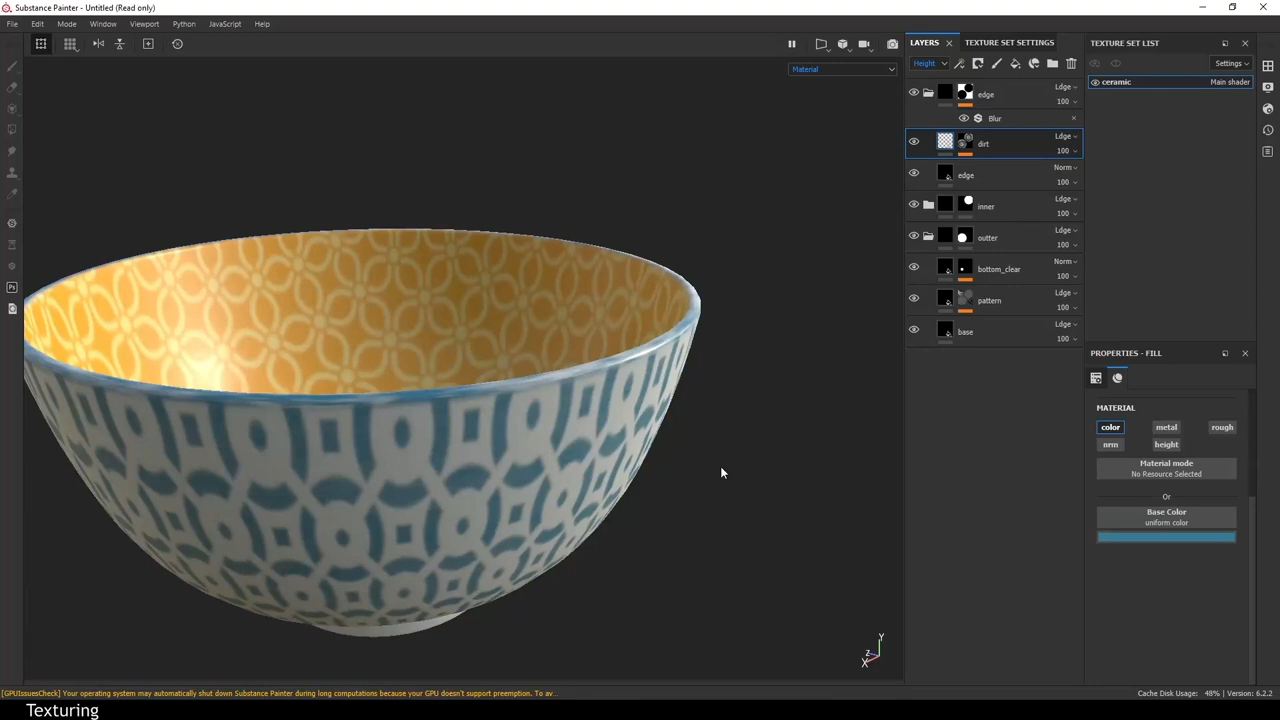 Substance Painter - Untitled (Read only)
File Edit Mode Window Viewport Python JavaScript Help
Material
LAYERS TEXTURE SET SETTINGS
Height
edge Ldge 100
Blur
dirt Ldge 100
edge Norm 100
inner Ldge 100
outter Ldge 100
bottom_clear Norm 100
pattern Ldge 100
base Ldge 100
TEXTURE SET LIST
Settings
ceramic Main shader
PROPERTIES - FILL
MATERIAL
color metal rough
nrm height
Material mode
No Resource Selected
Or
Base Color
uniform color
Y
Z
X
Ps
[GPUIssuesCheck] Your operating system may automatically shut down Substance Painter during long computations because your GPU doesn't support preemption. To av...
Cache Disk Usage: 48% | Version: 6.2.2
Texturing